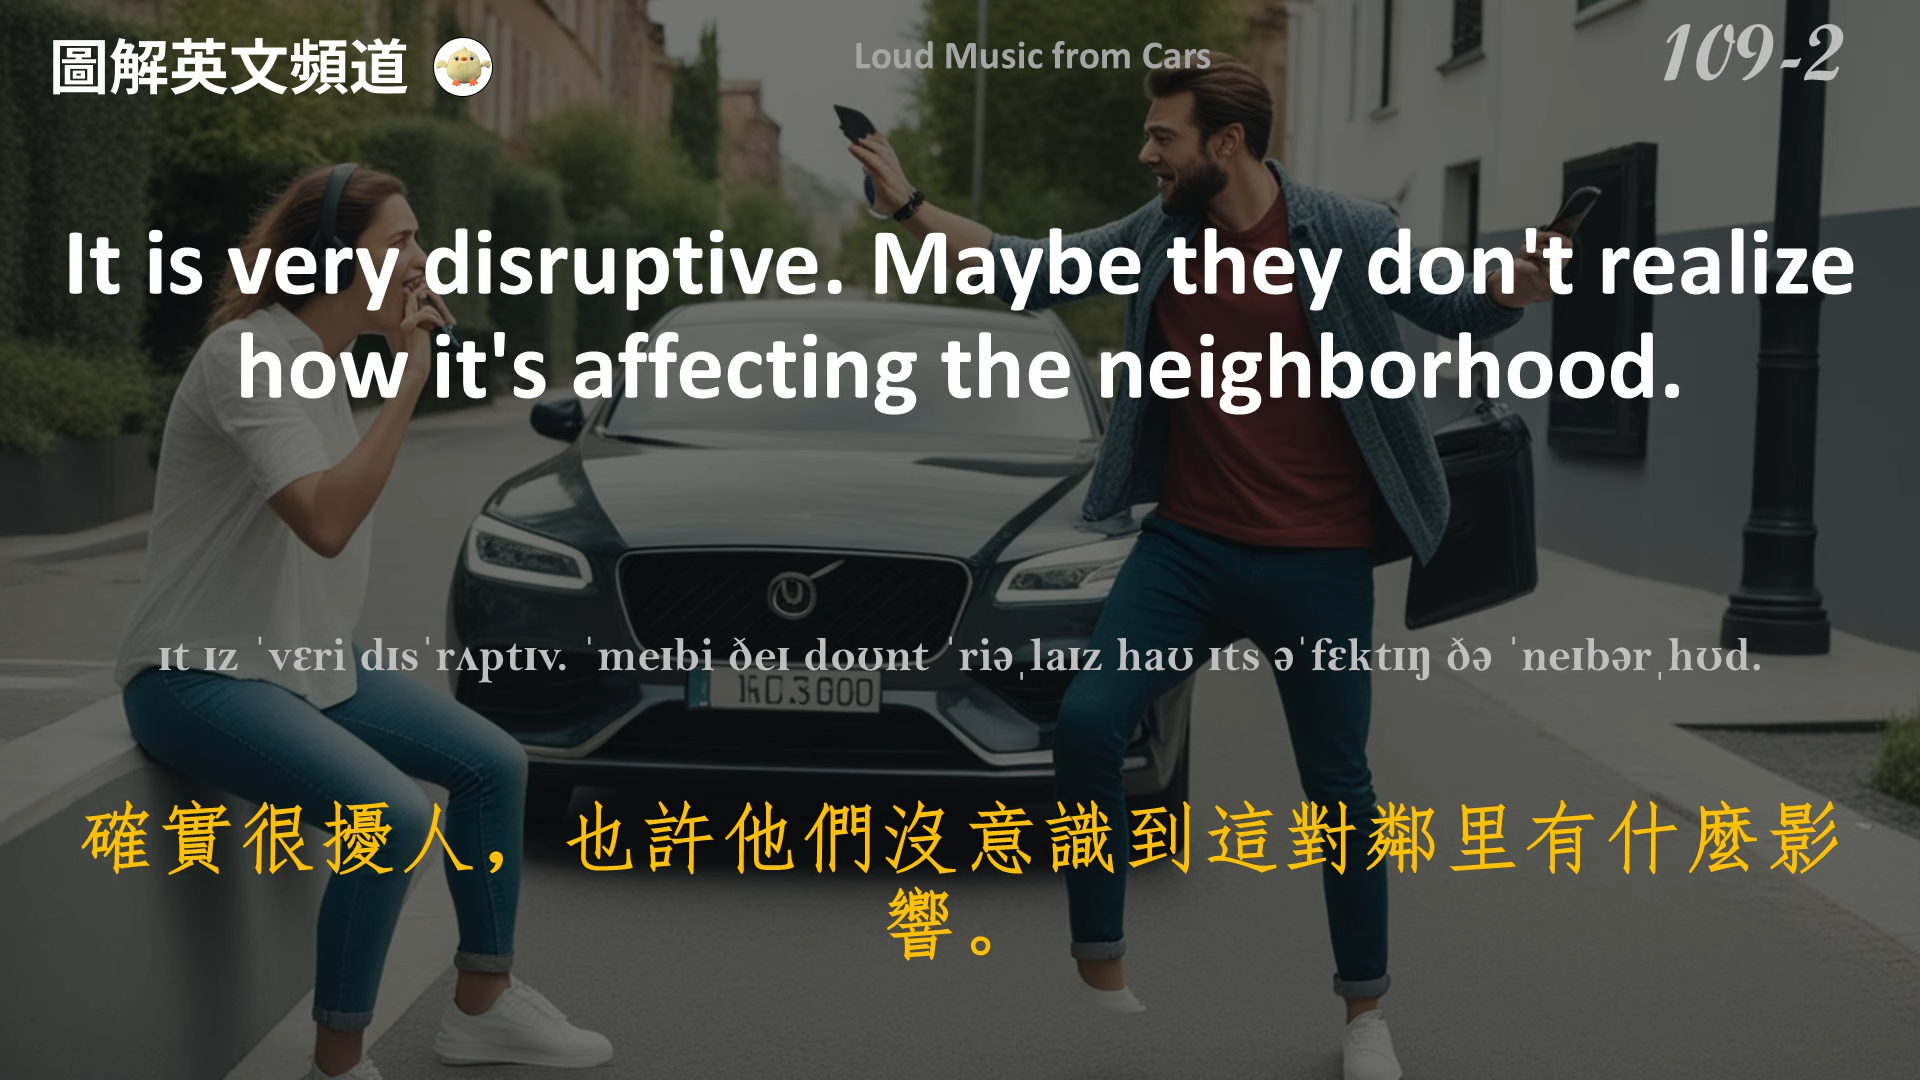 圖解英文頻道
Loud Music from Cars
109-2
It is very disruptive. Maybe they don't realize
how it's affecting the neighborhood.
ɪt ɪz ˈvɛri dɪsˈrʌptɪv. ˈmeɪbi ðeɪ doʊnt ˈriəˌlaɪz haʊ ɪts əˈfɛktɪŋ ðə ˈneɪbərˌhʊd.
確實很擾人，也許他們沒意識到這對鄰里有什麼影
響。